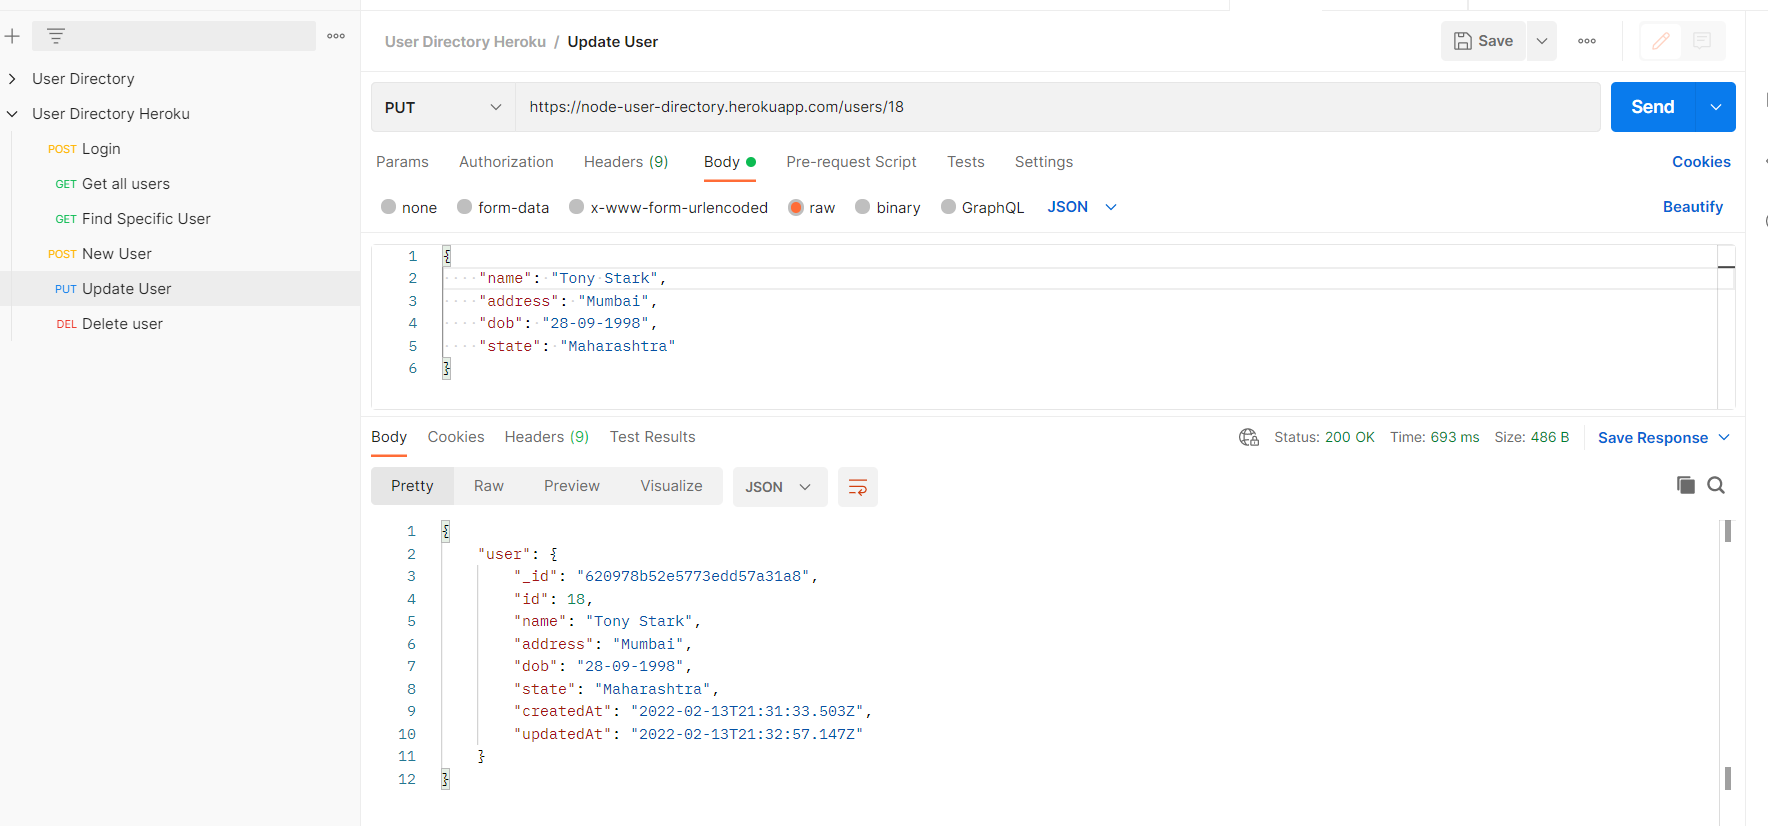 User Directory
User Directory Heroku
POST Login
GET Get all users
GET Find Specific User
POST New User
PUT Update User
DEL Delete user
User Directory Heroku / Update User
Save
PUT https://node-user-directory.herokuapp.com/users/18 Send
Params Authorization Headers (9) Body Pre-request Script Tests Settings Cookies
none form-data x-www-form-urlencoded raw binary GraphQL JSON Beautify
1 {
2 "name": "Tony Stark",
3 "address": "Mumbai",
4 "dob": "28-09-1998",
5 "state": "Maharashtra"
6 }
Body Cookies Headers (9) Test Results Status: 200 OK Time: 693 ms Size: 486 B Save Response
Pretty Raw Preview Visualize JSON
1 {
2 "user": {
3 "_id": "620978b52e5773edd57a31a8",
4 "id": 18,
5 "name": "Tony Stark",
6 "address": "Mumbai",
7 "dob": "28-09-1998",
8 "state": "Maharashtra",
9 "createdAt": "2022-02-13T21:31:33.503Z",
10 "updatedAt": "2022-02-13T21:32:57.147Z"
11 }
12 }